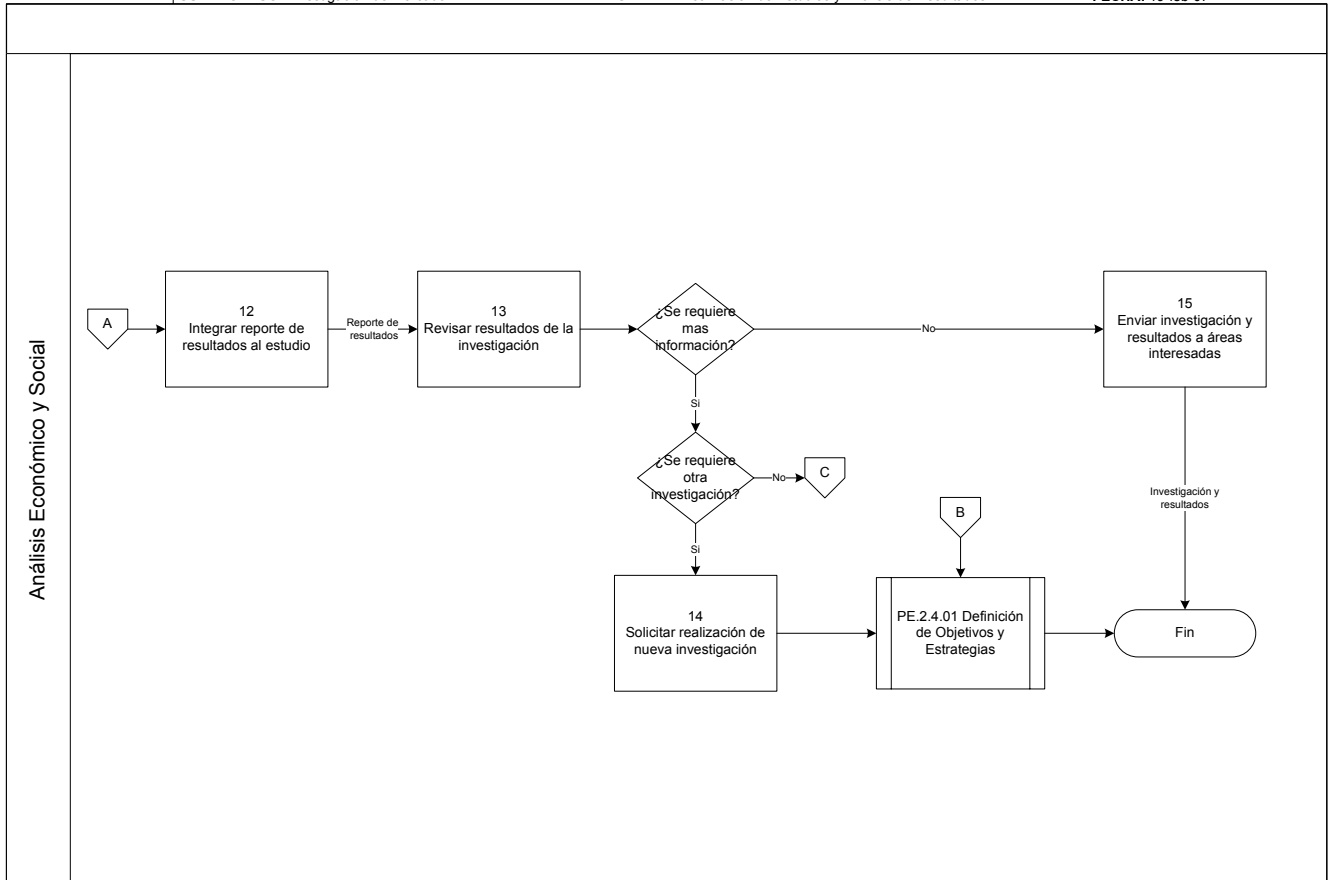 Análisis Económico y Social
A
12
Integrar reporte de
resultados al estudio
Reporte de
resultados
13
Revisar resultados de la
investigación
¿Se requiere
mas
información?
No
15
Enviar investigación y
resultados a áreas
interesadas
Si
¿Se requiere
otra
investigación?
No
C
Si
B
Investigación y
resultados
14
Solicitar realización de
nueva investigación
PE.2.4.01 Definición
de Objetivos y
Estrategias
Fin